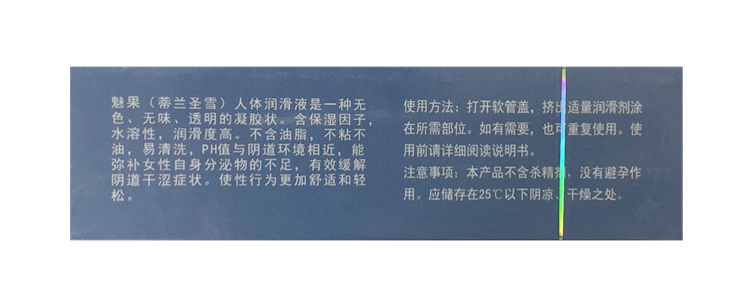 魅果（蒂兰圣雪）人体润滑液是一种无
色、无味、透明的凝胶状。含保湿因子，
水溶性，润滑度高。不含油脂，不粘不
油，易清洗，PH值与阴道环境相近，能
弥补女性自身分泌物的不足，有效缓解
阴道干涩症状。使性行为更加舒适和轻
松。
使用方法：打开软管盖，挤出适量润滑剂涂
在所需部位。如有需要，也可重复使用。使
用前请详细阅读说明书。
注意事项：本产品不含杀精剂，没有避孕作
用。应储存在25℃以下阴凉、干燥之处。